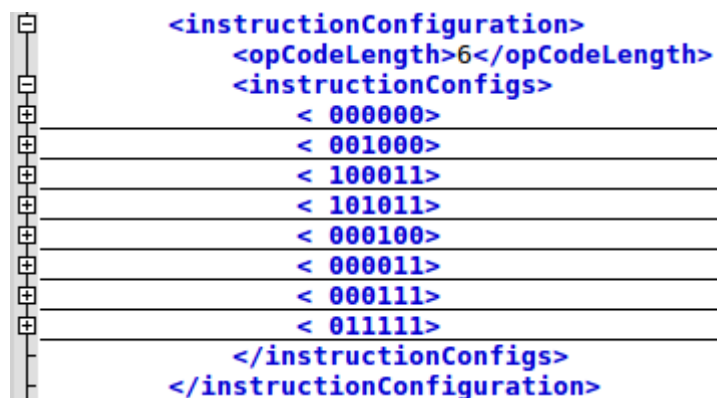 <instructionConfiguration>
<opCodeLength>6</opCodeLength>
<instructionConfigs>
< 000000>
< 001000>
< 100011>
< 101011>
< 000100>
< 000011>
< 000111>
< 011111>
</instructionConfigs>
</instructionConfiguration>